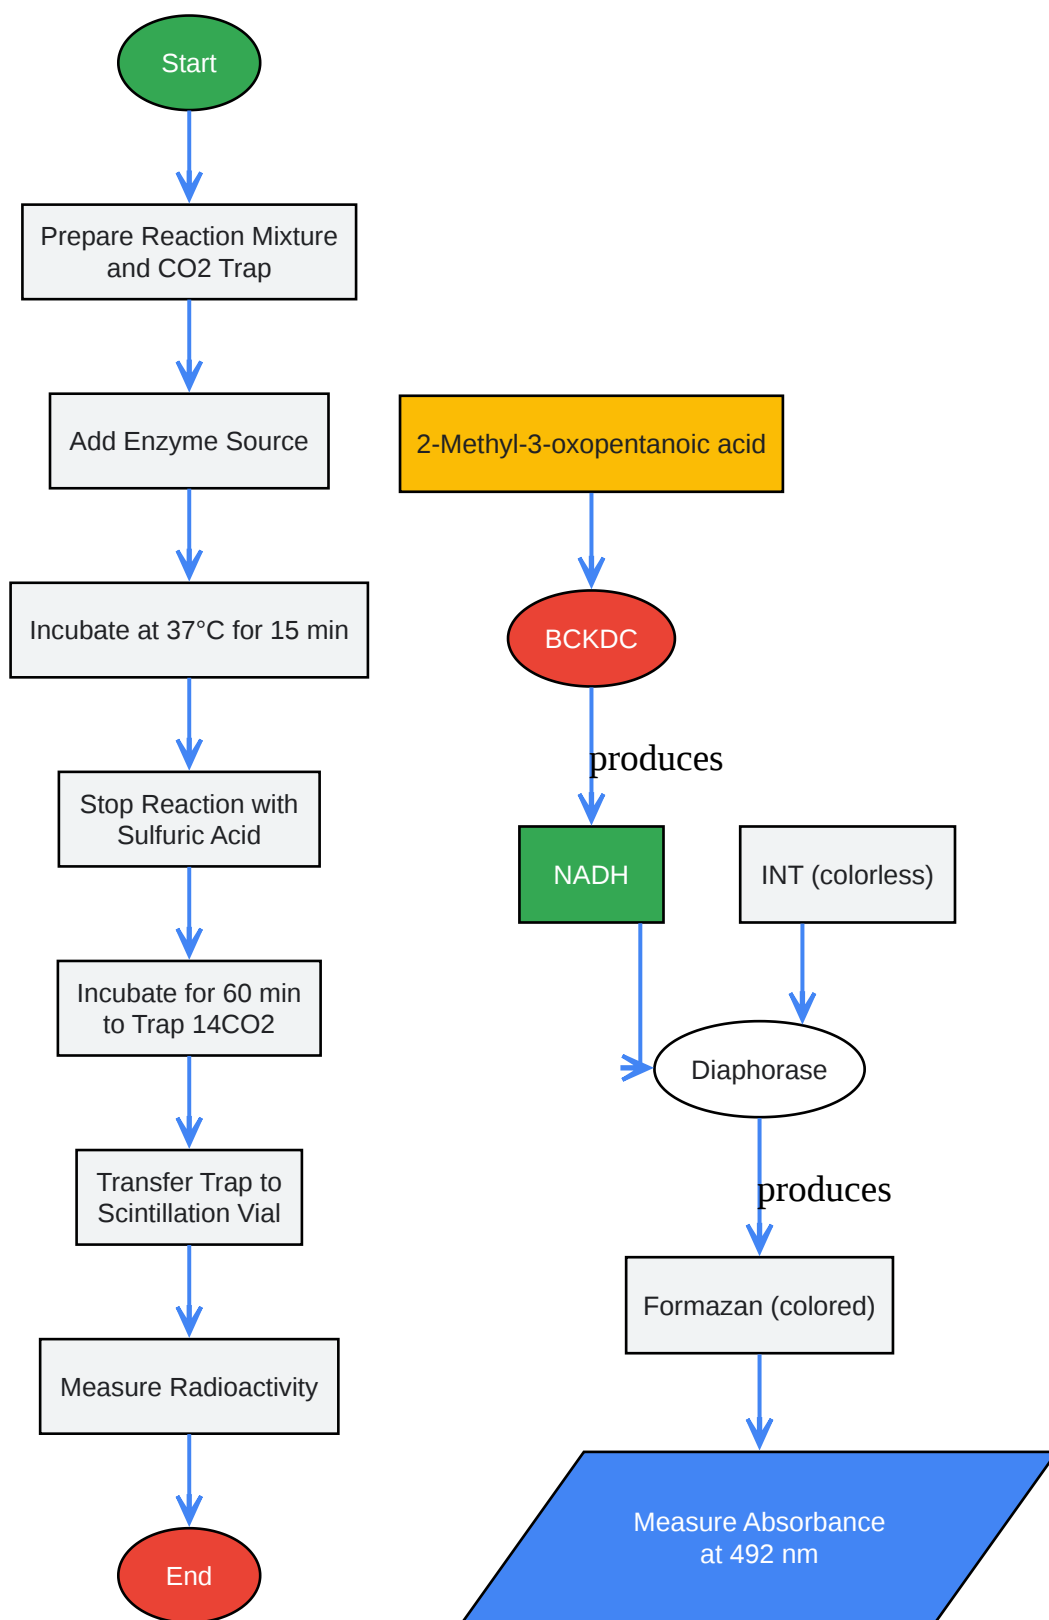 Start
Prepare Reaction Mixture
and CO2 Trap
Add Enzyme Source
Incubate at 37°C for 15 min
Stop Reaction with
Sulfuric Acid
Incubate for 60 min
to Trap 14CO2
Transfer Trap to
Scintillation Vial
Measure Radioactivity
End
2-Methyl-3-oxopentanoic acid
BCKDC
produces
NADH
INT (colorless)
Diaphorase
produces
Formazan (colored)
Measure Absorbance
at 492 nm